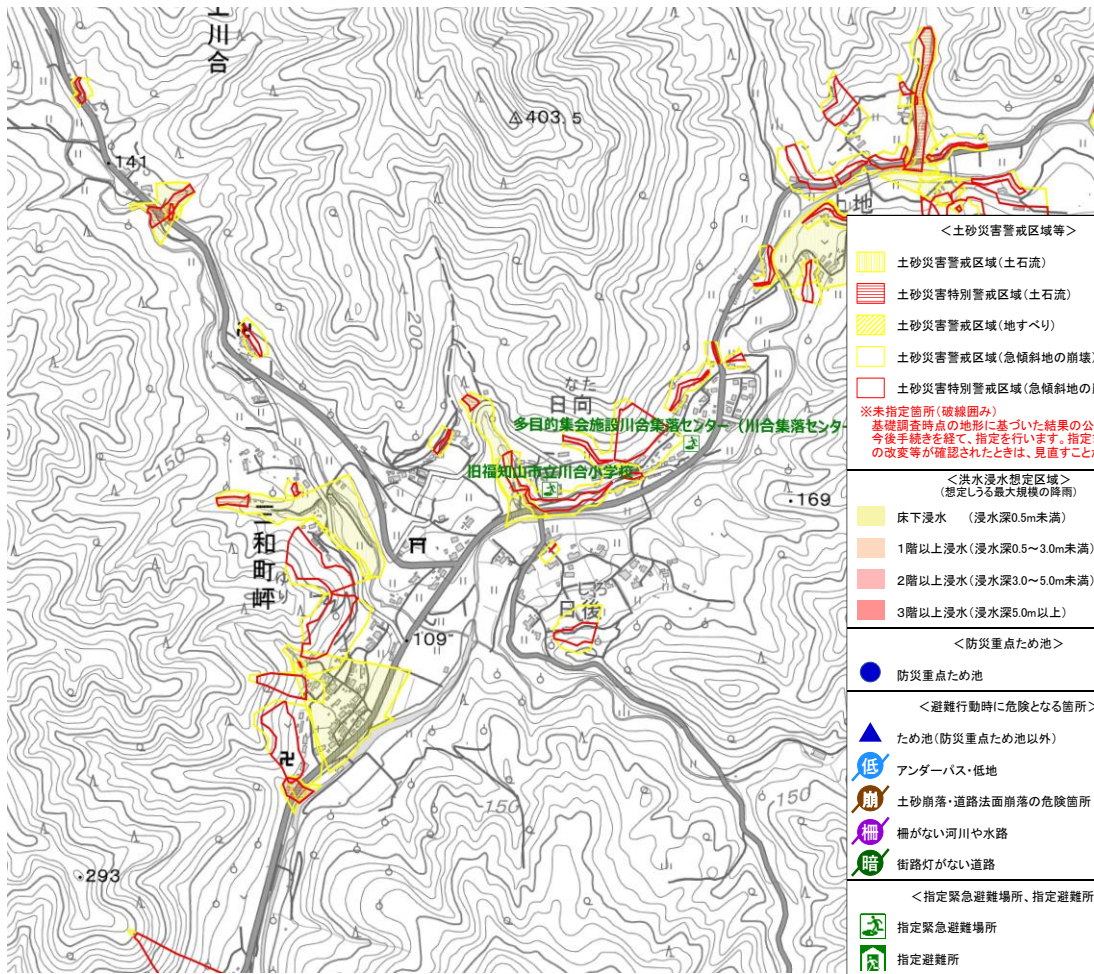 上川合
403.5
141
200
土地
なた
日向
多目的集会施設川合集落センター(川合集落センタ
旧福知山市立川合小学校
150
169
三和町岼
ゆり
しろ
日後
109
150
150
293
<土砂災害警戒区域等>
土砂災害警戒区域(土石流)
土砂災害特別警戒区域(土石流)
土砂災害警戒区域(地すべり)
土砂災害警戒区域(急傾斜地の崩壊)
土砂災害特別警戒区域(急傾斜地の
※未指定箇所(破線囲み)
基礎調査時点の地形に基づいた結果の公
今後手続きを経て、指定を行います。指定
の改変等が確認されたときは、見直すことが
<洪水浸水想定区域>
(想定しうる最大規模の降雨)
床下浸水 (浸水深0.5m未満)
1階以上浸水(浸水深0.5~3.0m未満)
2階以上浸水(浸水深3.0~5.0m未満)
3階以上浸水(浸水深5.0m以上)
<防災重点ため池>
防災重点ため池
<避難行動時に危険となる箇所>
ため池(防災重点ため池以外)
低 アンダーパス・低地
崩 土砂崩落・道路法面崩落の危険箇所
柵 柵がない河川や水路
暗 街路灯がない道路
<指定緊急避難場所、指定避難所
指定緊急避難場所
指定避難所